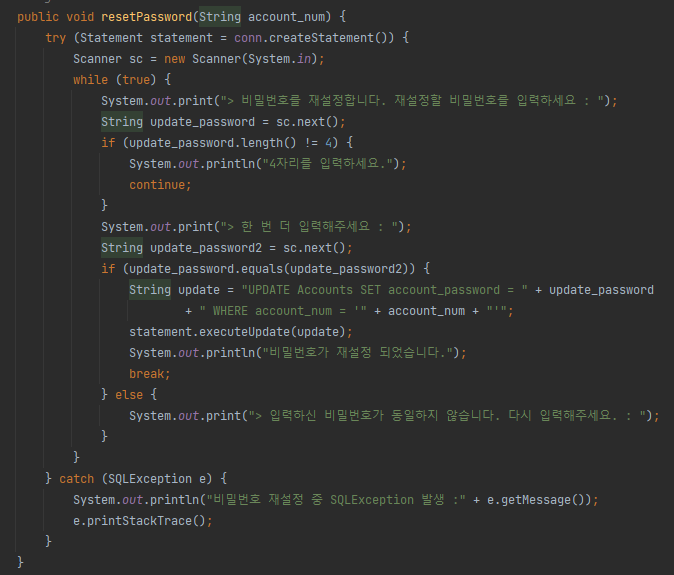 public void resetPassword(String account_num) {
    try (Statement statement = conn.createStatement()) {
        Scanner sc = new Scanner(System.in);
        while (true) {
            System.out.print("> 비밀번호를 재설정합니다. 재설정할 비밀번호를 입력하세요 : ");
            String update_password = sc.next();
            if (update_password.length() != 4) {
                System.out.println("4자리를 입력하세요.");
                continue;
            }
            System.out.print("> 한 번 더 입력해주세요 : ");
            String update_password2 = sc.next();
            if (update_password.equals(update_password2)) {
                String update = "UPDATE Accounts SET account_password = " + update_password
                        + " WHERE account_num = '" + account_num + "'";
                statement.executeUpdate(update);
                System.out.println("비밀번호가 재설정 되었습니다.");
                break;
            } else {
                System.out.print("> 입력하신 비밀번호가 동일하지 않습니다. 다시 입력해주세요. : ");
            }
        }
    } catch (SQLException e) {
        System.out.println("비밀번호 재설정 중 SQLException 발생 :" + e.getMessage());
        e.printStackTrace();
    }
}